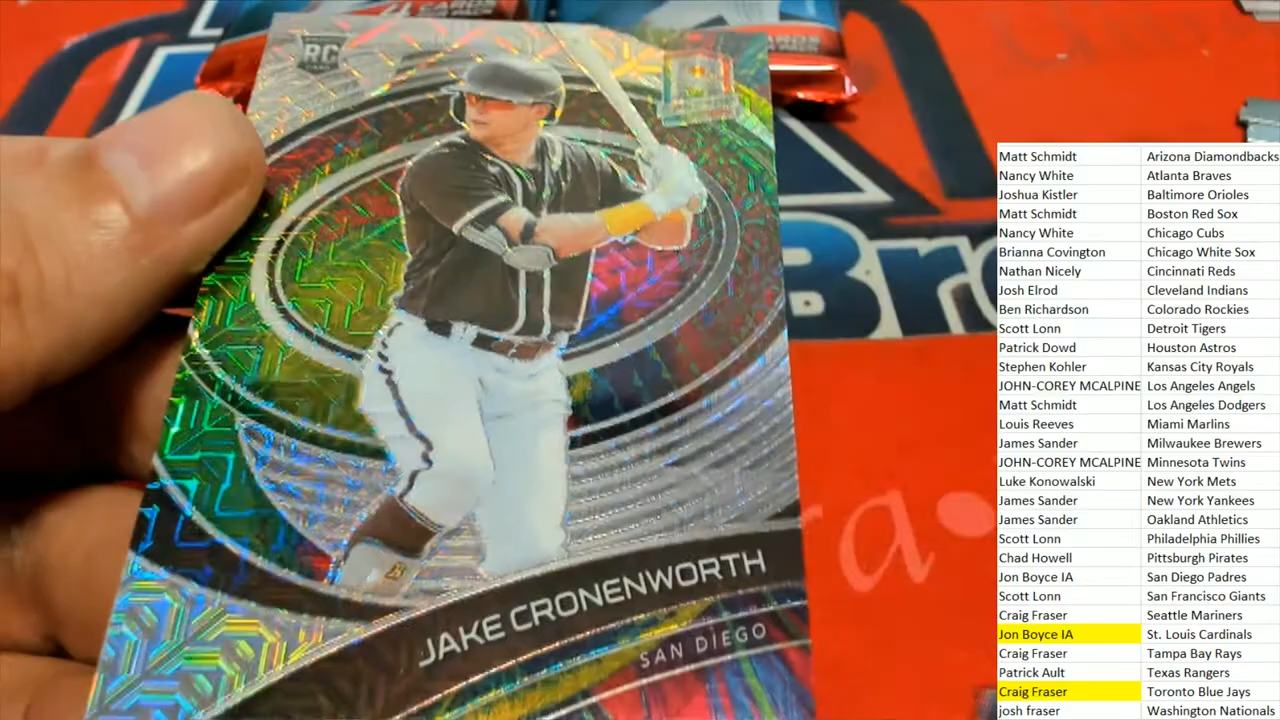 RC
CARDS
JAKE CRONENWORTH
SAN DIEGO
Bro
a
Matt Schmidt Arizona Diamondbacks
Nancy White Atlanta Braves
Joshua Kistler Baltimore Orioles
Matt Schmidt Boston Red Sox
Nancy White Chicago Cubs
Brianna Covington Chicago White Sox
Nathan Nicely Cincinnati Reds
Josh Elrod Cleveland Indians
Ben Richardson Colorado Rockies
Scott Lonn Detroit Tigers
Patrick Dowd Houston Astros
Stephen Kohler Kansas City Royals
JOHN-COREY MCALPINE Los Angeles Angels
Matt Schmidt Los Angeles Dodgers
Louis Reeves Miami Marlins
James Sander Milwaukee Brewers
JOHN-COREY MCALPINE Minnesota Twins
Luke Konowalski New York Mets
James Sander New York Yankees
James Sander Oakland Athletics
Scott Lonn Philadelphia Phillies
Chad Howell Pittsburgh Pirates
Jon Boyce IA San Diego Padres
Scott Lonn San Francisco Giants
Craig Fraser Seattle Mariners
Jon Boyce IA St. Louis Cardinals
Craig Fraser Tampa Bay Rays
Patrick Ault Texas Rangers
Craig Fraser Toronto Blue Jays
josh fraser Washington Nationals